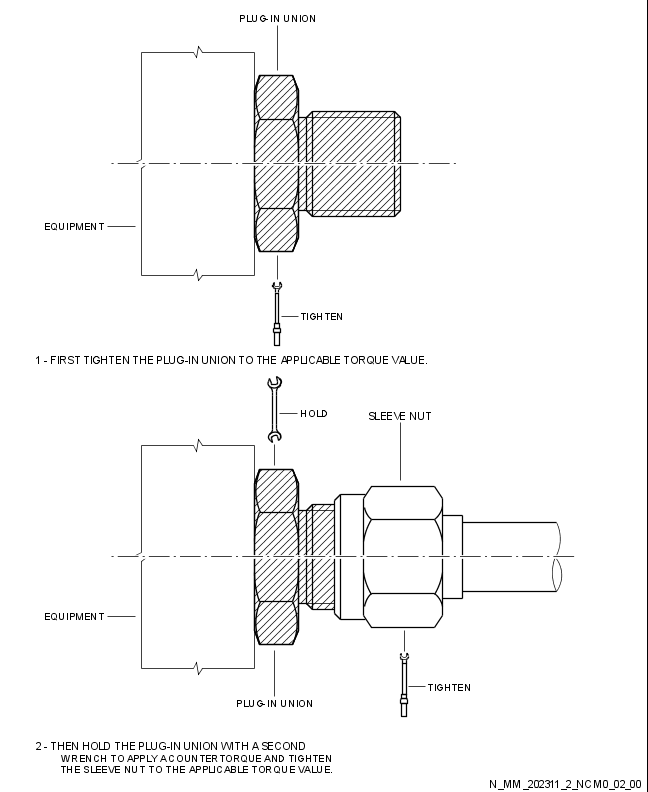 PLUG-IN UNION
EQUIPMENT
TIGHTEN
1 - FIRST TIGHTEN THE PLUG-IN UNION TO THE APPLICABLE TORQUE VALUE.
HOLD
SLEEVE NUT
EQUIPMENT
TIGHTEN
PLUG-IN UNION
2 - THEN HOLD THE PLUG-IN UNION WITH A SECOND
WRENCH TO APPLY A COUNTERTORQUE AND TIGHTEN
THE SLEEVE NUT TO THE APPLICABLE TORQUE VALUE.
N_MM_202311_2_NCM0_02_00